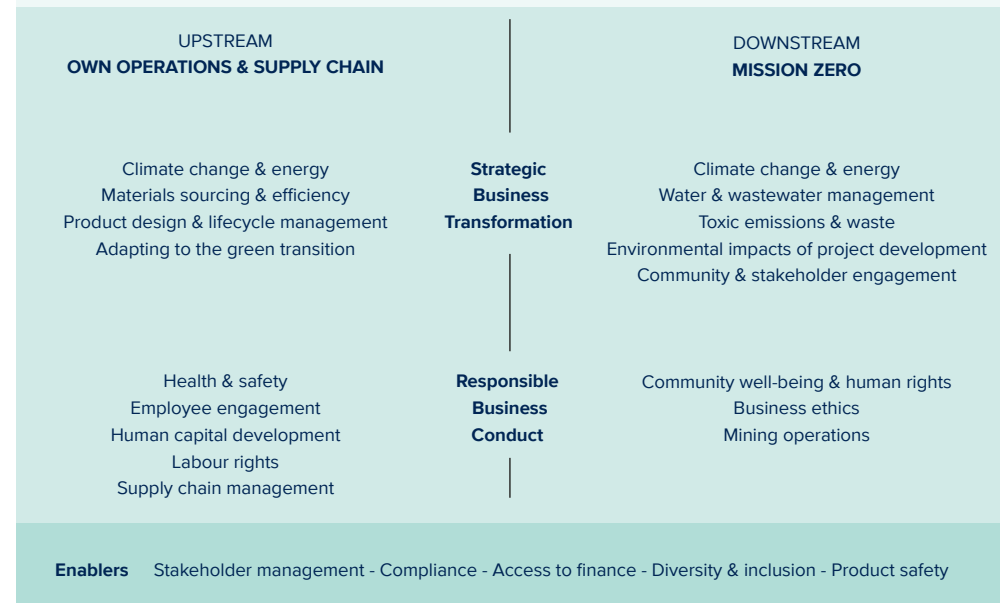 UPSTREAM
OWN OPERATIONS & SUPPLY CHAIN
DOWNSTREAM
MISSION ZERO
Climate change & energy
Materials sourcing & efficiency
Product design & lifecycle management
Adapting to the green transition
Strategic
Business
Transformation
Climate change & energy
Water & wastewater management
Toxic emissions & waste
Environmental impacts of project development
Community & stakeholder engagement
Health & safety
Employee engagement
Human capital development
Labour rights
Supply chain management
Responsible
Business
Conduct
Community well-being & human rights
Business ethics
Mining operations
Enablers Stakeholder management - Compliance - Access to finance - Diversity & inclusion - Product safety